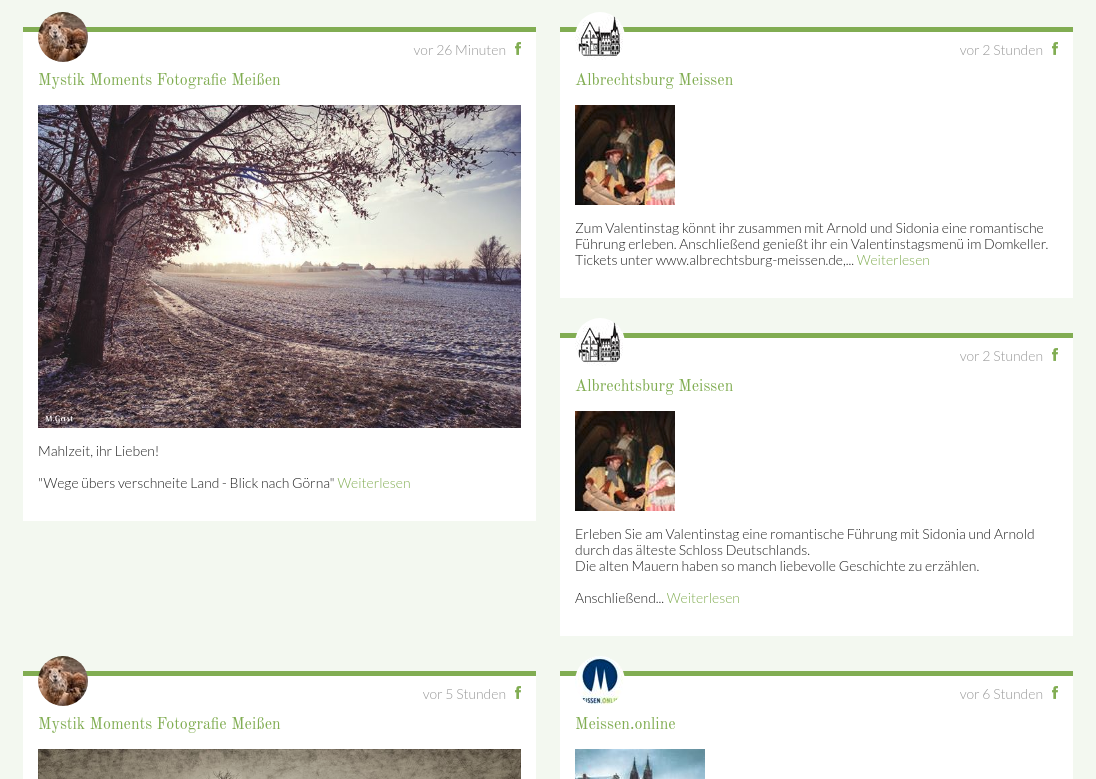 vor 26 Minuten
Mystik Moments Fotografie Meißen
M.Grest
Mahlzeit, ihr Lieben!
"Wege übers verschneite Land - Blick nach Görna" Weiterlesen
vor 2 Stunden
Albrechtsburg Meissen
Zum Valentinstag könnt ihr zusammen mit Arnold und Sidonia eine romantische
Führung erleben. Anschließend genießt ihr ein Valentinstagsmenü im Domkeller.
Tickets unter www.albrechtsburg-meissen.de,... Weiterlesen
vor 2 Stunden
Albrechtsburg Meissen
Erleben Sie am Valentinstag eine romantische Führung mit Sidonia und Arnold
durch das älteste Schloss Deutschlands.
Die alten Mauern haben so manch liebevolle Geschichte zu erzählen.
Anschließend... Weiterlesen
vor 5 Stunden
Mystik Moments Fotografie Meißen
vor 6 Stunden
Meissen.online